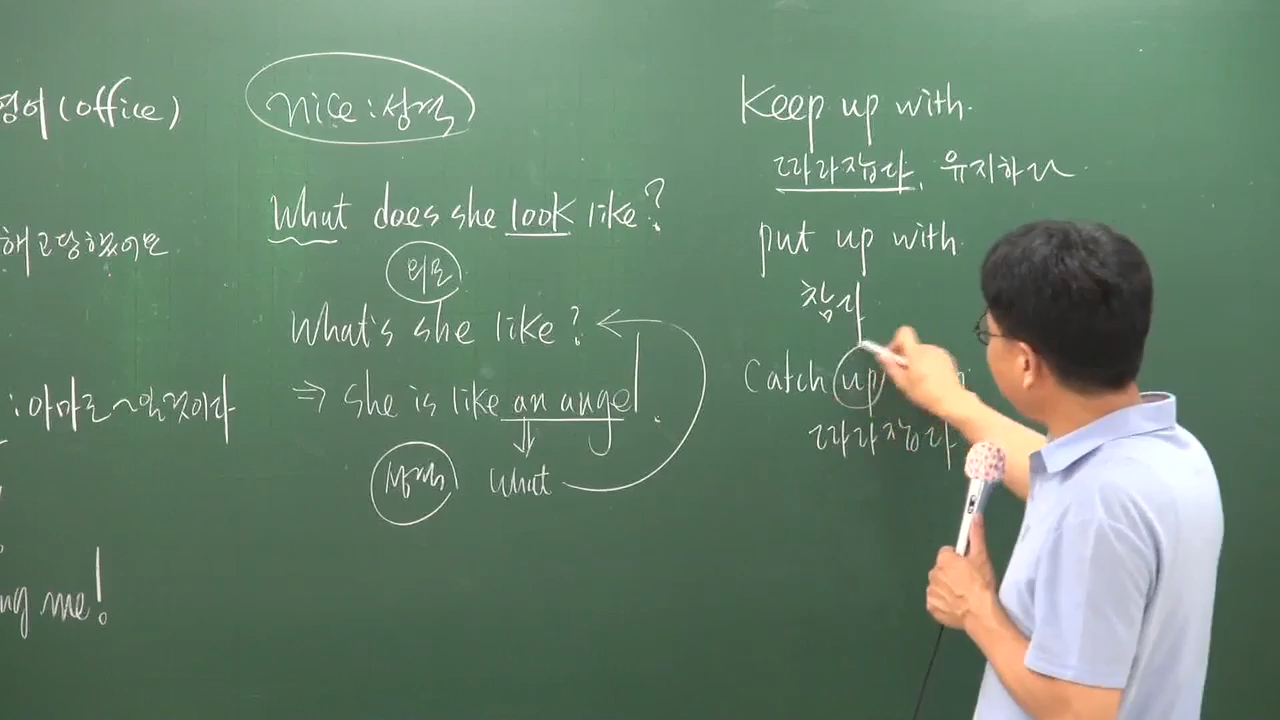 영어(office)
해고당했어요
:아마도~일것이다
ng me!
nice:성격
What does she look like?
외모
What's she like?
⇒ She is like an angel.
⇓
성격 What
Keep up with
따라잡다, 유지하다
put up with
참다
Catch up
따라잡다